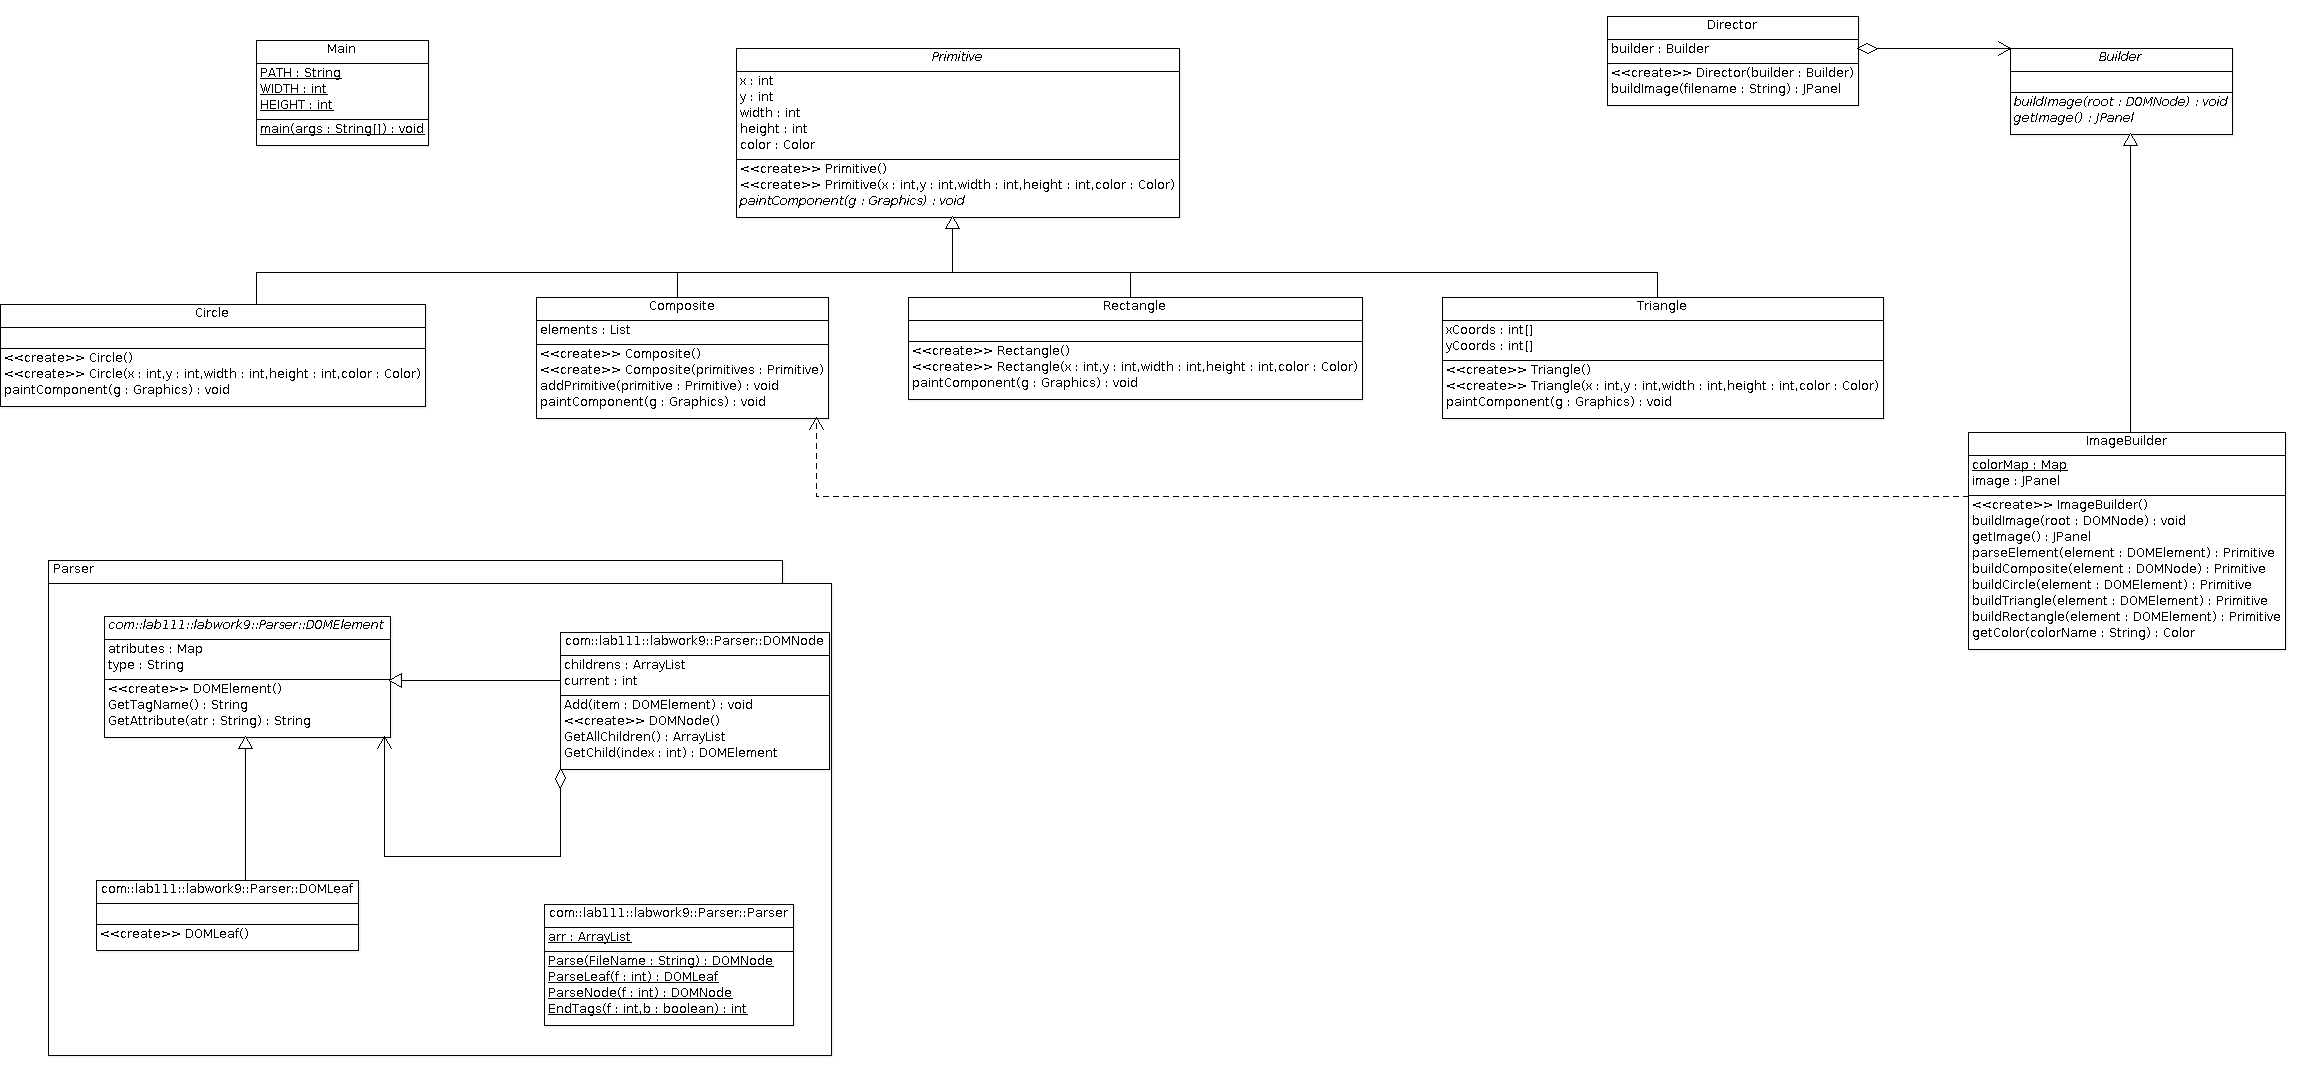 Main
PATH : String
WIDTH : int
HEIGHT : int
main(args : String[]) : void
Primitive
x : int
y : int
width : int
height : int
color : Color
<<create>> Primitive()
<<create>> Primitive(x : int,y : int,width : int,height : int,color : Color)
paintComponent(g : Graphics) : void
Director
builder : Builder
<<create>> Director(builder : Builder)
buildImage(filename : String) : JPanel
Builder
buildImage(root : DOMNode) : void
getImage() : JPanel
Circle
<<create>> Circle()
<<create>> Circle(x : int,y : int,width : int,height : int,color : Color)
paintComponent(g : Graphics) : void
Composite
elements : List
<<create>> Composite()
<<create>> Composite(primitives : Primitive)
addPrimitive(primitive : Primitive) : void
paintComponent(g : Graphics) : void
Rectangle
<<create>> Rectangle()
<<create>> Rectangle(x : int,y : int,width : int,height : int,color : Color)
paintComponent(g : Graphics) : void
Triangle
xCoords : int[]
yCoords : int[]
<<create>> Triangle()
<<create>> Triangle(x : int,y : int,width : int,height : int,color : Color)
paintComponent(g : Graphics) : void
ImageBuilder
colorMap : Map
image : JPanel
<<create>> ImageBuilder()
buildImage(root : DOMNode) : void
getImage() : JPanel
parseElement(element : DOMElement) : Primitive
buildComposite(element : DOMNode) : Primitive
buildCircle(element : DOMElement) : Primitive
buildTriangle(element : DOMElement) : Primitive
buildRectangle(element : DOMElement) : Primitive
getColor(colorName : String) : Color
Parser
com::lab111::labwork9::Parser::DOMElement
atributes : Map
type : String
<<create>> DOMElement()
GetTagName() : String
GetAttribute(atr : String) : String
com::lab111::labwork9::Parser::DOMNode
childrens : ArrayList
current : int
Add(item : DOMElement) : void
<<create>> DOMNode()
GetAllChildren() : ArrayList
GetChild(index : int) : DOMElement
com::lab111::labwork9::Parser::DOMLeaf
<<create>> DOMLeaf()
com::lab111::labwork9::Parser::Parser
arr : ArrayList
Parse(FileName : String) : DOMNode
ParseLeaf(f : int) : DOMLeaf
ParseNode(f : int) : DOMNode
EndTags(f : int,b : boolean) : int